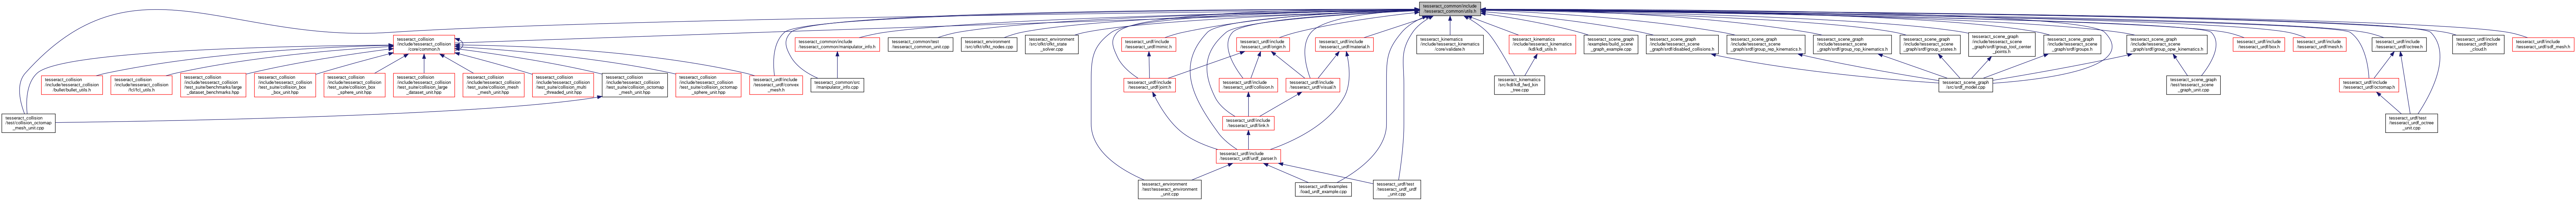 tesseract_common/include
/tesseract_common/utils.h
tesseract_collision
/include/tesseract_collision
/core/common.h
tesseract_common/include
/tesseract_common/manipulator_info.h
tesseract_common/test
/tesseract_common_unit.cpp
tesseract_environment
/src/ofkt/ofkt_nodes.cpp
tesseract_environment
/src/ofkt/ofkt_state
_solver.cpp
tesseract_urdf/include
/tesseract_urdf/mimic.h
tesseract_urdf/include
/tesseract_urdf/origin.h
tesseract_urdf/include
/tesseract_urdf/material.h
tesseract_kinematics
/include/tesseract_kinematics
/core/validate.h
tesseract_kinematics
/include/tesseract_kinematics
/kdl/kdl_utils.h
tesseract_scene_graph
/examples/build_scene
_graph_example.cpp
tesseract_scene_graph
/include/tesseract_scene
_graph/srdf/disabled_collisions.h
tesseract_scene_graph
/include/tesseract_scene
_graph/srdf/group_rep_kinematics.h
tesseract_scene_graph
/include/tesseract_scene
_graph/srdf/group_rop_kinematics.h
tesseract_scene_graph
/include/tesseract_scene
_graph/srdf/group_states.h
tesseract_scene_graph
/include/tesseract_scene
_graph/srdf/group_tool_center
_points.h
tesseract_scene_graph
/include/tesseract_scene
_graph/srdf/groups.h
tesseract_scene_graph
/include/tesseract_scene
_graph/srdf/group_opw_kinematics.h
tesseract_urdf/include
/tesseract_urdf/box.h
tesseract_urdf/include
/tesseract_urdf/mesh.h
tesseract_urdf/include
/tesseract_urdf/octree.h
tesseract_urdf/include
/tesseract_urdf/point
_cloud.h
tesseract_urdf/include
/tesseract_urdf/sdf_mesh.h
tesseract_collision
/include/tesseract_collision
/bullet/bullet_utils.h
tesseract_collision
/include/tesseract_collision
/fcl/fcl_utils.h
tesseract_collision
/include/tesseract_collision
/test_suite/benchmarks/large
_dataset_benchmarks.hpp
tesseract_collision
/include/tesseract_collision
/test_suite/collision_box
_box_unit.hpp
tesseract_collision
/include/tesseract_collision
/test_suite/collision_box
_sphere_unit.hpp
tesseract_collision
/include/tesseract_collision
/test_suite/collision_large
_dataset_unit.hpp
tesseract_collision
/include/tesseract_collision
/test_suite/collision_mesh
_mesh_unit.hpp
tesseract_collision
/include/tesseract_collision
/test_suite/collision_multi
_threaded_unit.hpp
tesseract_collision
/include/tesseract_collision
/test_suite/collision_octomap
_mesh_unit.hpp
tesseract_collision
/include/tesseract_collision
/test_suite/collision_octomap
_sphere_unit.hpp
tesseract_urdf/include
/tesseract_urdf/convex
_mesh.h
tesseract_common/src
/manipulator_info.cpp
tesseract_urdf/include
/tesseract_urdf/joint.h
tesseract_urdf/include
/tesseract_urdf/collision.h
tesseract_urdf/include
/tesseract_urdf/visual.h
tesseract_kinematics
/src/kdl/kdl_fwd_kin
_tree.cpp
tesseract_scene_graph
/src/srdf_model.cpp
tesseract_scene_graph
/test/tesseract_scene
_graph_unit.cpp
tesseract_urdf/include
/tesseract_urdf/octomap.h
tesseract_collision
/test/collision_octomap
_mesh_unit.cpp
tesseract_urdf/include
/tesseract_urdf/link.h
tesseract_urdf/test
/tesseract_urdf_octree
_unit.cpp
tesseract_urdf/include
/tesseract_urdf/urdf_parser.h
tesseract_environment
/test/tesseract_environment
_unit.cpp
tesseract_urdf/examples
/load_urdf_example.cpp
tesseract_urdf/test
/tesseract_urdf_urdf
_unit.cpp